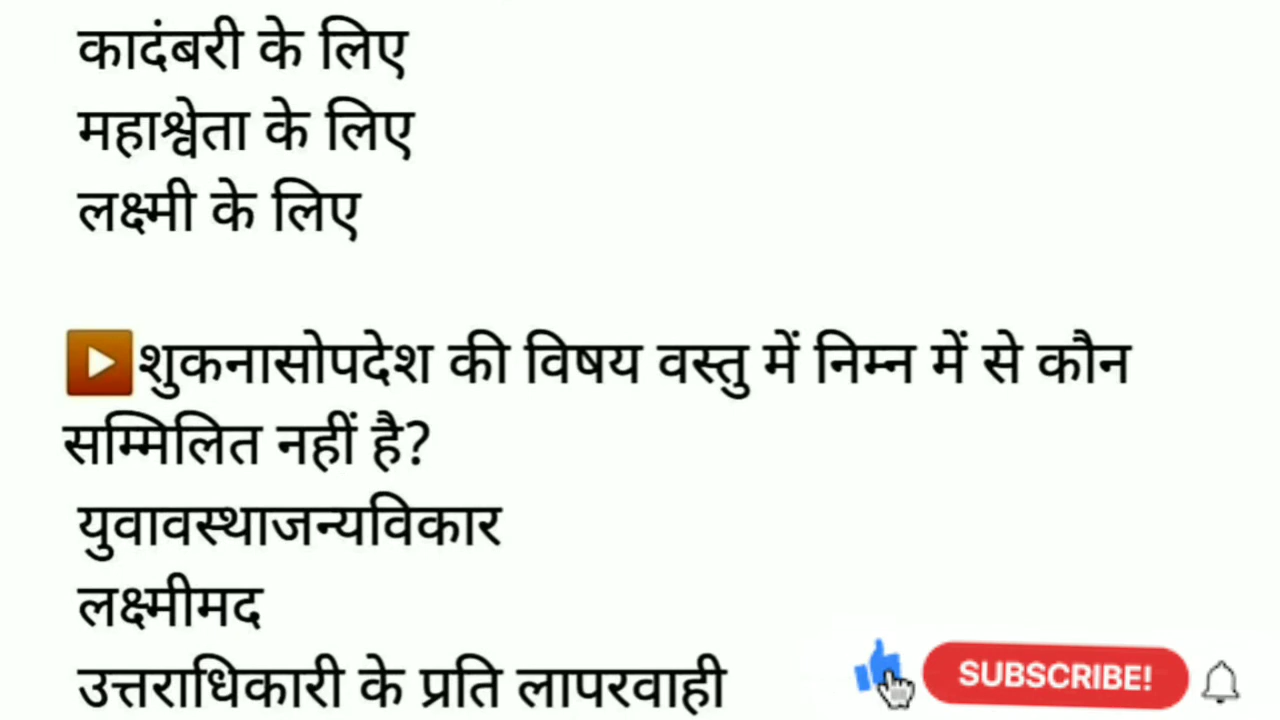 कादंबरी के लिए
महाश्वेता के लिए
लक्ष्मी के लिए
शुकनासोपदेश की विषय वस्तु में निम्न में से कौन
सम्मिलित नहीं है?
युवावस्थाजन्यविकार
लक्ष्मीमद
उत्तराधिकारी के प्रति लापरवाही
SUBSCRIBE!